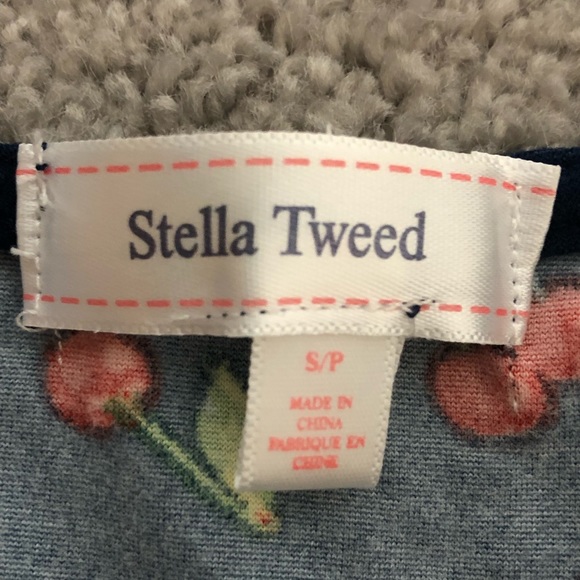 Stella Tweed
S/P
MADE IN
CHINA
FABRIQUE EN
CHINE